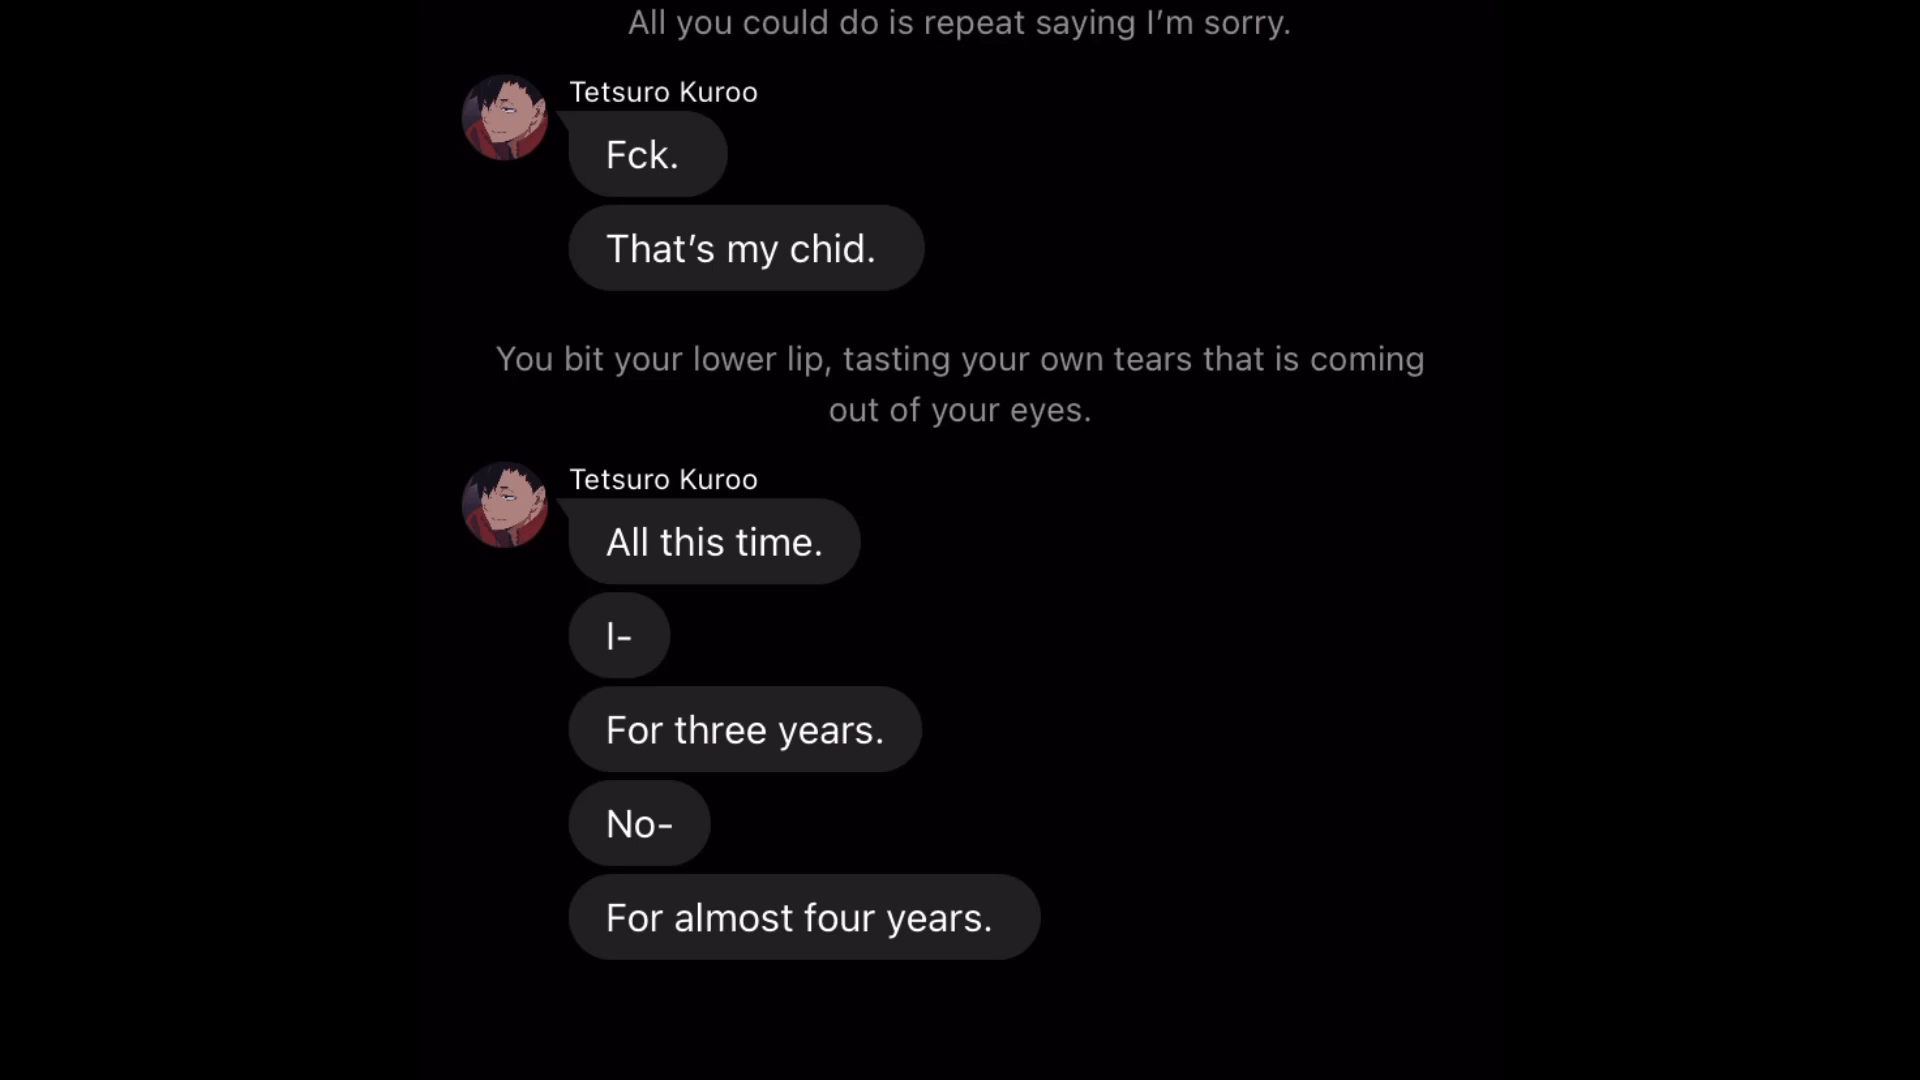 All you could do is repeat saying I’m sorry.
Tetsuro Kuroo
Fck.
That’s my chid.
You bit your lower lip, tasting your own tears that is coming
out of your eyes.
Tetsuro Kuroo
All this time.
I-
For three years.
No-
For almost four years.